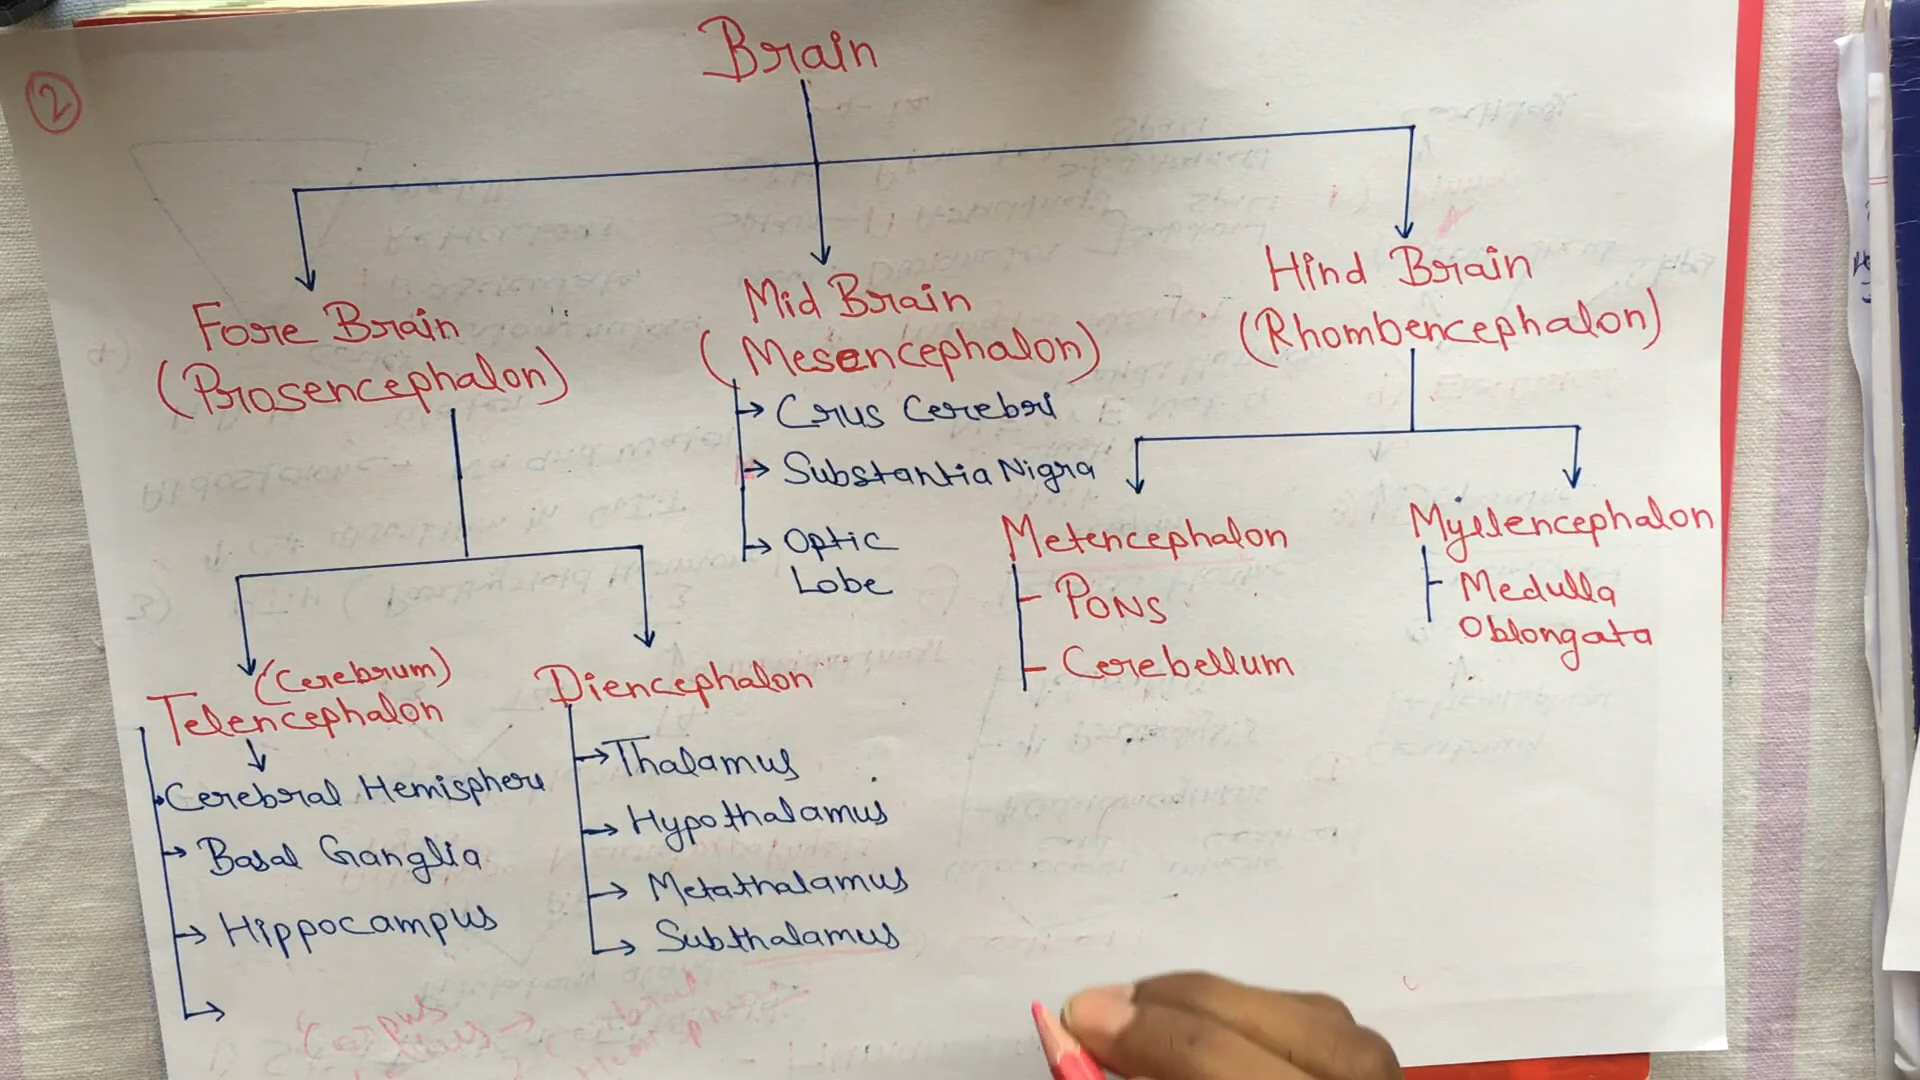 2
Brain
Fore Brain
(Prosencephalon)
Mid Brain
(Mesencephalon)
Crus Cerebri
Substantia Nigra
Optic
Lobe
Hind Brain
(Rhombencephalon)
Metencephalon
PONS
Cerebellum
Myelencephalon
Medulla
Oblongata
(Cerebrum)
Telencephalon
Cerebral Hemisphere
Basal Ganglia
Hippocampus
Diencephalon
Thalamus
Hypothalamus
Metathalamus
Subthalamus
Corpus